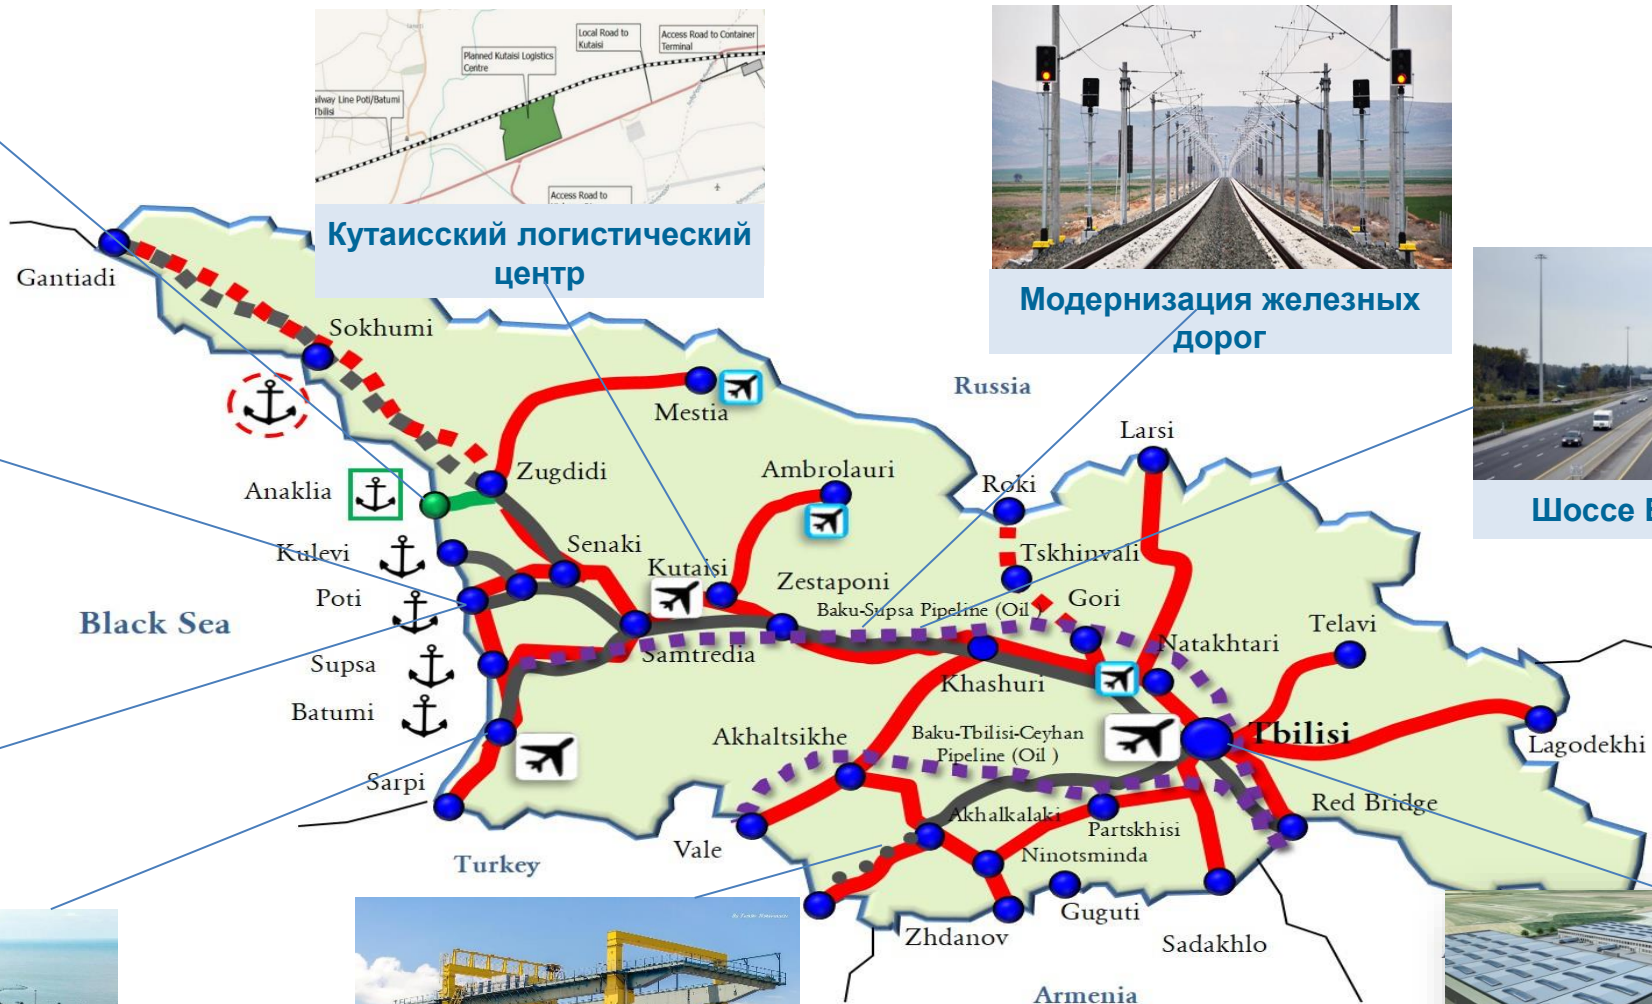 Local Road to
Kutaisi
Access Road to Container
Terminal
Planned Kutaisi Logistics
Centre
ailway Line Poti/Batumi
Tbilisi
Access Road to
Кутаисский логистический
центр
Модернизация железных
дорог
Шоссе
Gantiadi
Sokhumi
Russia
Mestia
Larsi
Ambrolauri
Zugdidi
Roki
Anaklia
Kulevi
Senaki
Tskhinvali
Kutaisi
Zestaponi
Poti
Baku-Supsa Pipeline (Oil )
Gori
Black Sea
Telavi
Natakhtari
Supsa
Samtredia
Khashuri
Batumi
Akhaltsikhe
Baku-Tbilisi-Ceyhan
Pipeline (Oil )
Tbilisi
Lagodekhi
Sarpi
Red Bridge
Akhalkalaki
Partskhisi
Vale
Ninotsminda
Turkey
Guguti
Zhdanov
Sadakhlo
Armenia